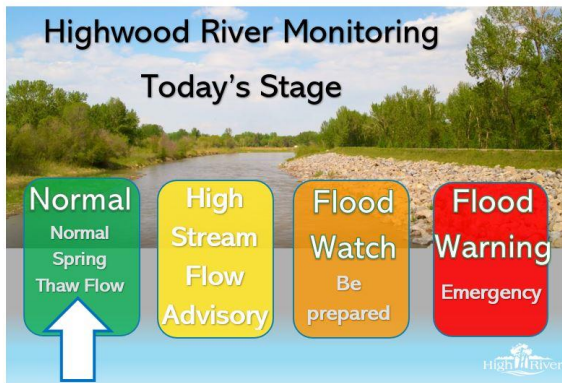 Highwood River Monitoring
Today's Stage
Normal
Normal
Spring
Thaw Flow
High
Stream
Flow
Advisory
Flood
Watch
Be
prepared
Flood
Warning
Emergency
High River